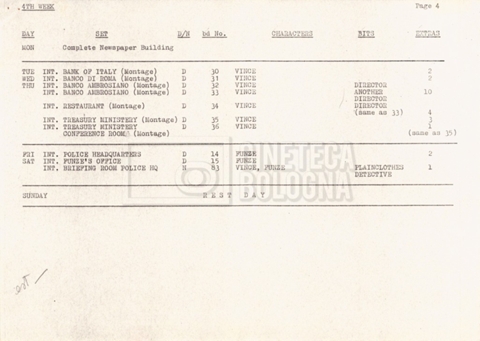 4TH WEEK Page 4
DAY SET D/N bd No. CHARACTERS BITS EXTRAS
MON Complete Newspaper Building
TUE INT. BANK OF ITALY (Montage) D 30 VINCE 2
WED INT. BANCO DI ROMA (Montage) D 31 VINCE 2
THU INT. BANCO AMBROSIANO (Montage) D 32 VINCE DIRECTOR
INT. BANCO AMBROSIANO (Montage) D 33 VINCE ANOTHER 10
DIRECTOR
INT. RESTAURANT (Montage) D 34 VINCE DIRECTOR
(same as 33) 4
INT. TREASURY MINISTERY (Montage) D 35 VINCE 3
INT. TREASURY MINISTERY D 36 VINCE 1
CONFERENCE ROOM (Montage) (same as 35)
FRI INT. POLICE HEADQUARTERS D 14 FUNZE 2
SAT INT. FUNZE'S OFFICE D 15 FUNZE
INT. BRIEFING ROOM POLICE HQ N 83 VINCE, FUNZE PLAINCLOTHES 1
DETECTIVE
CINETECA
BOLOGNA
SUNDAY REST DAY